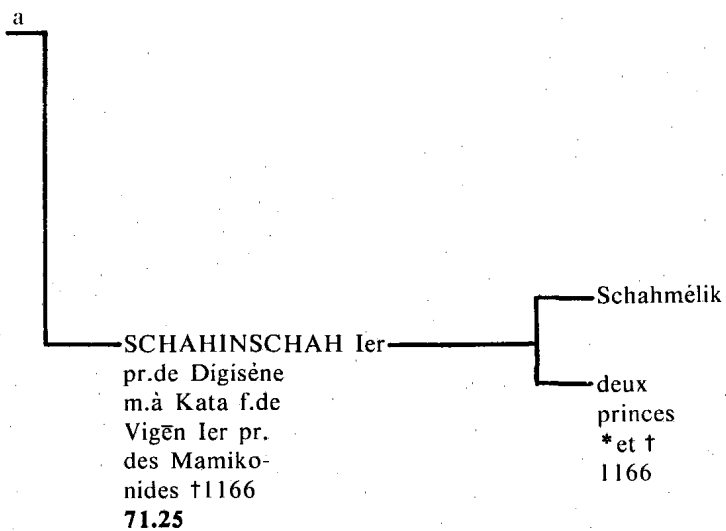 a
SCHAHINSCHAH Ier
pr.de Digisène
m.à Kata f.de
Vigēn Ier pr.
des Mamiko-
nides †1166
71.25
Schahmélik
deux
princes
*et †
1166